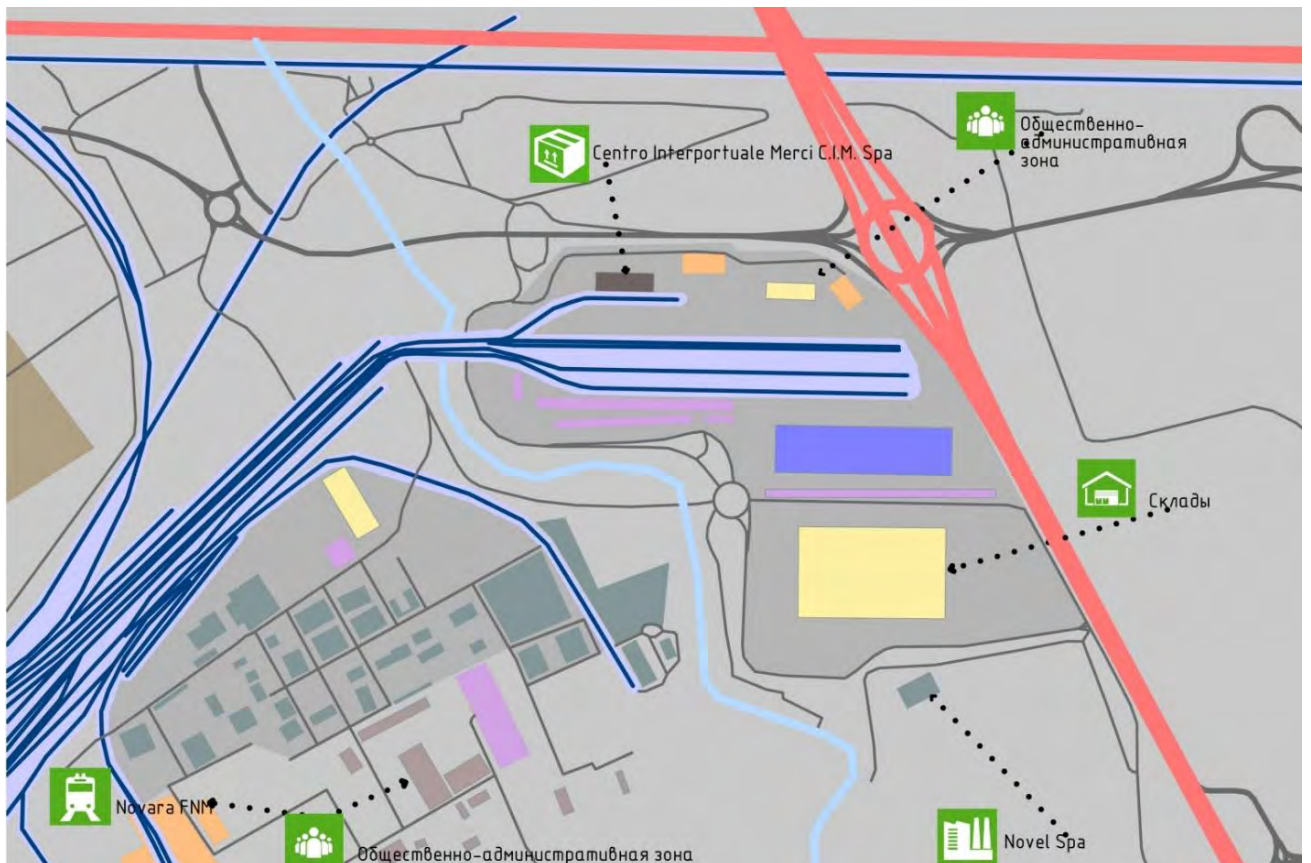 Общественно-
административная
зона
Centro Interportuale Merci C.I.M. Spa
Склады
Novara FNM
Общественно-административная зона
Novel Spa